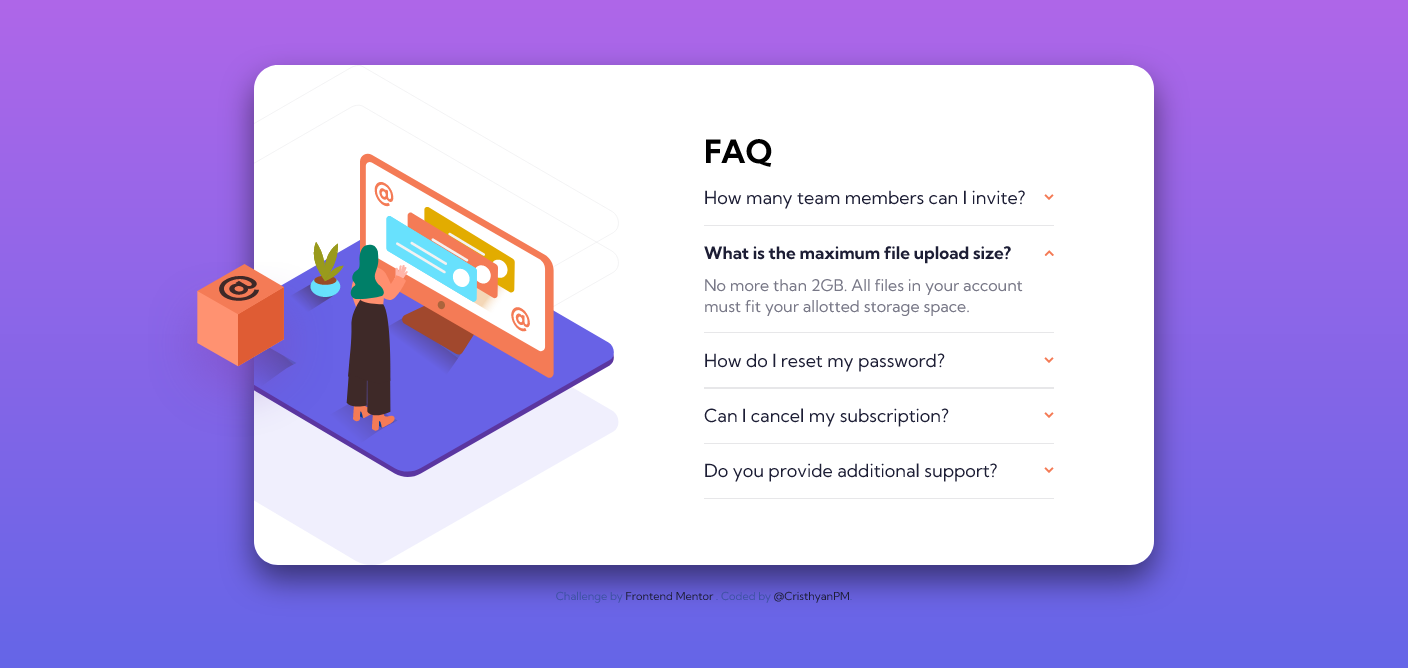 FAQ
How many team members can I invite?
What is the maximum file upload size?
No more than 2GB. All files in your account
must fit your allotted storage space.
How do I reset my password?
Can I cancel my subscription?
Do you provide additional support?
@
@
@
Challenge by Frontend Mentor . Coded by @CristhyanPM.